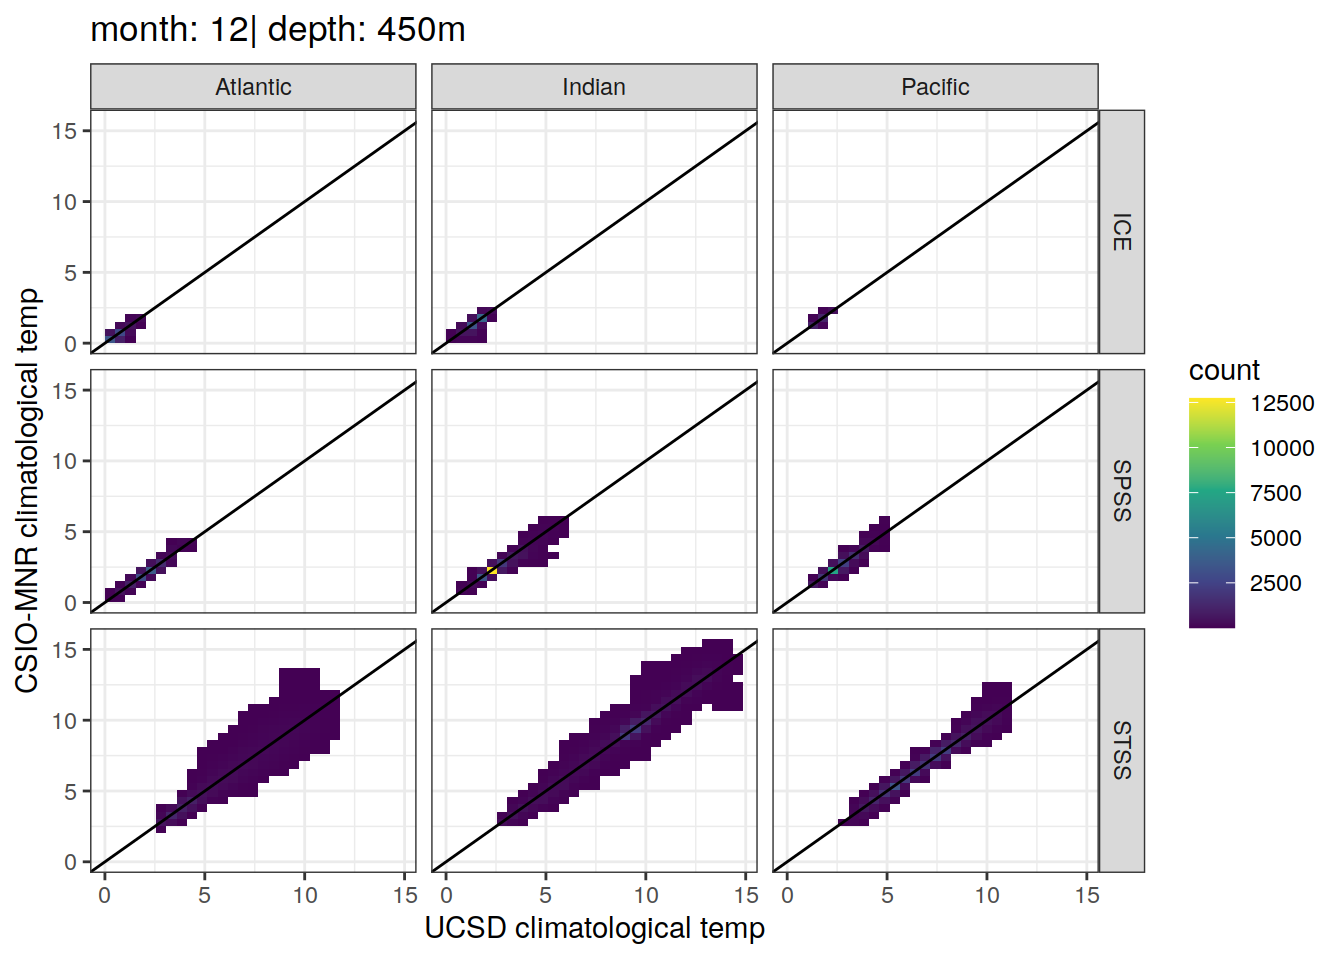 month: 12| depth: 450m
Atlantic
Indian
Pacific
15
10
5
0
ICE
15
10
5
0
SPSS
15
10
5
0
STSS
0 5 10 15
0 5 10 15
0 5 10 15
UCSD climatological temp
CSIO-MNR climatological temp
count
12500
10000
7500
5000
2500